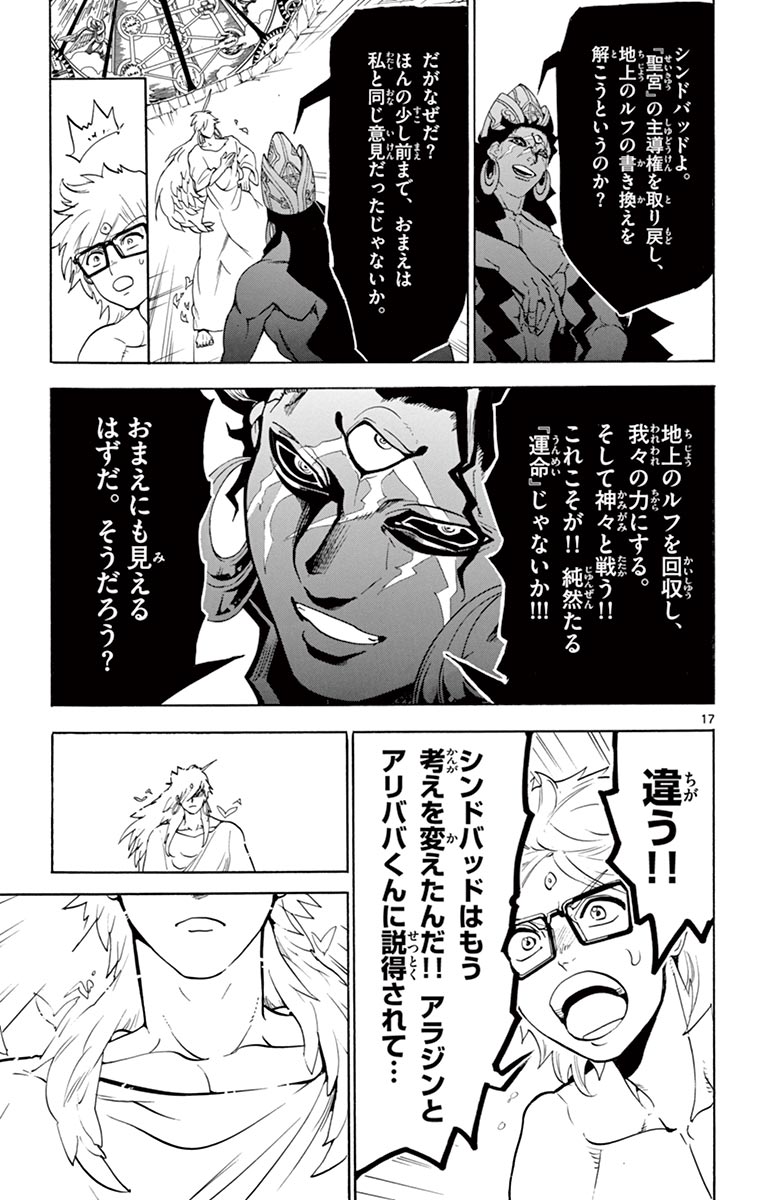 シンドバッドよ。
『聖宮』の主導権を取り戻し、
地上のルフの書き換えを
解こうというのか？
だがなぜだ？
ほんの少し前まで、おまえは
私と同じ意見だったじゃないか。
地上のルフを回収し、
我々の力にする。
そして神々と戦う!!
これこそが!! 純然たる
『運命』じゃないか!!!
おまえにも見える
はずだ。そうだろう？
17
違う!!
シンドバッドはもう
考えを変えたんだ!! アラジンと
アリババくんに説得されて…